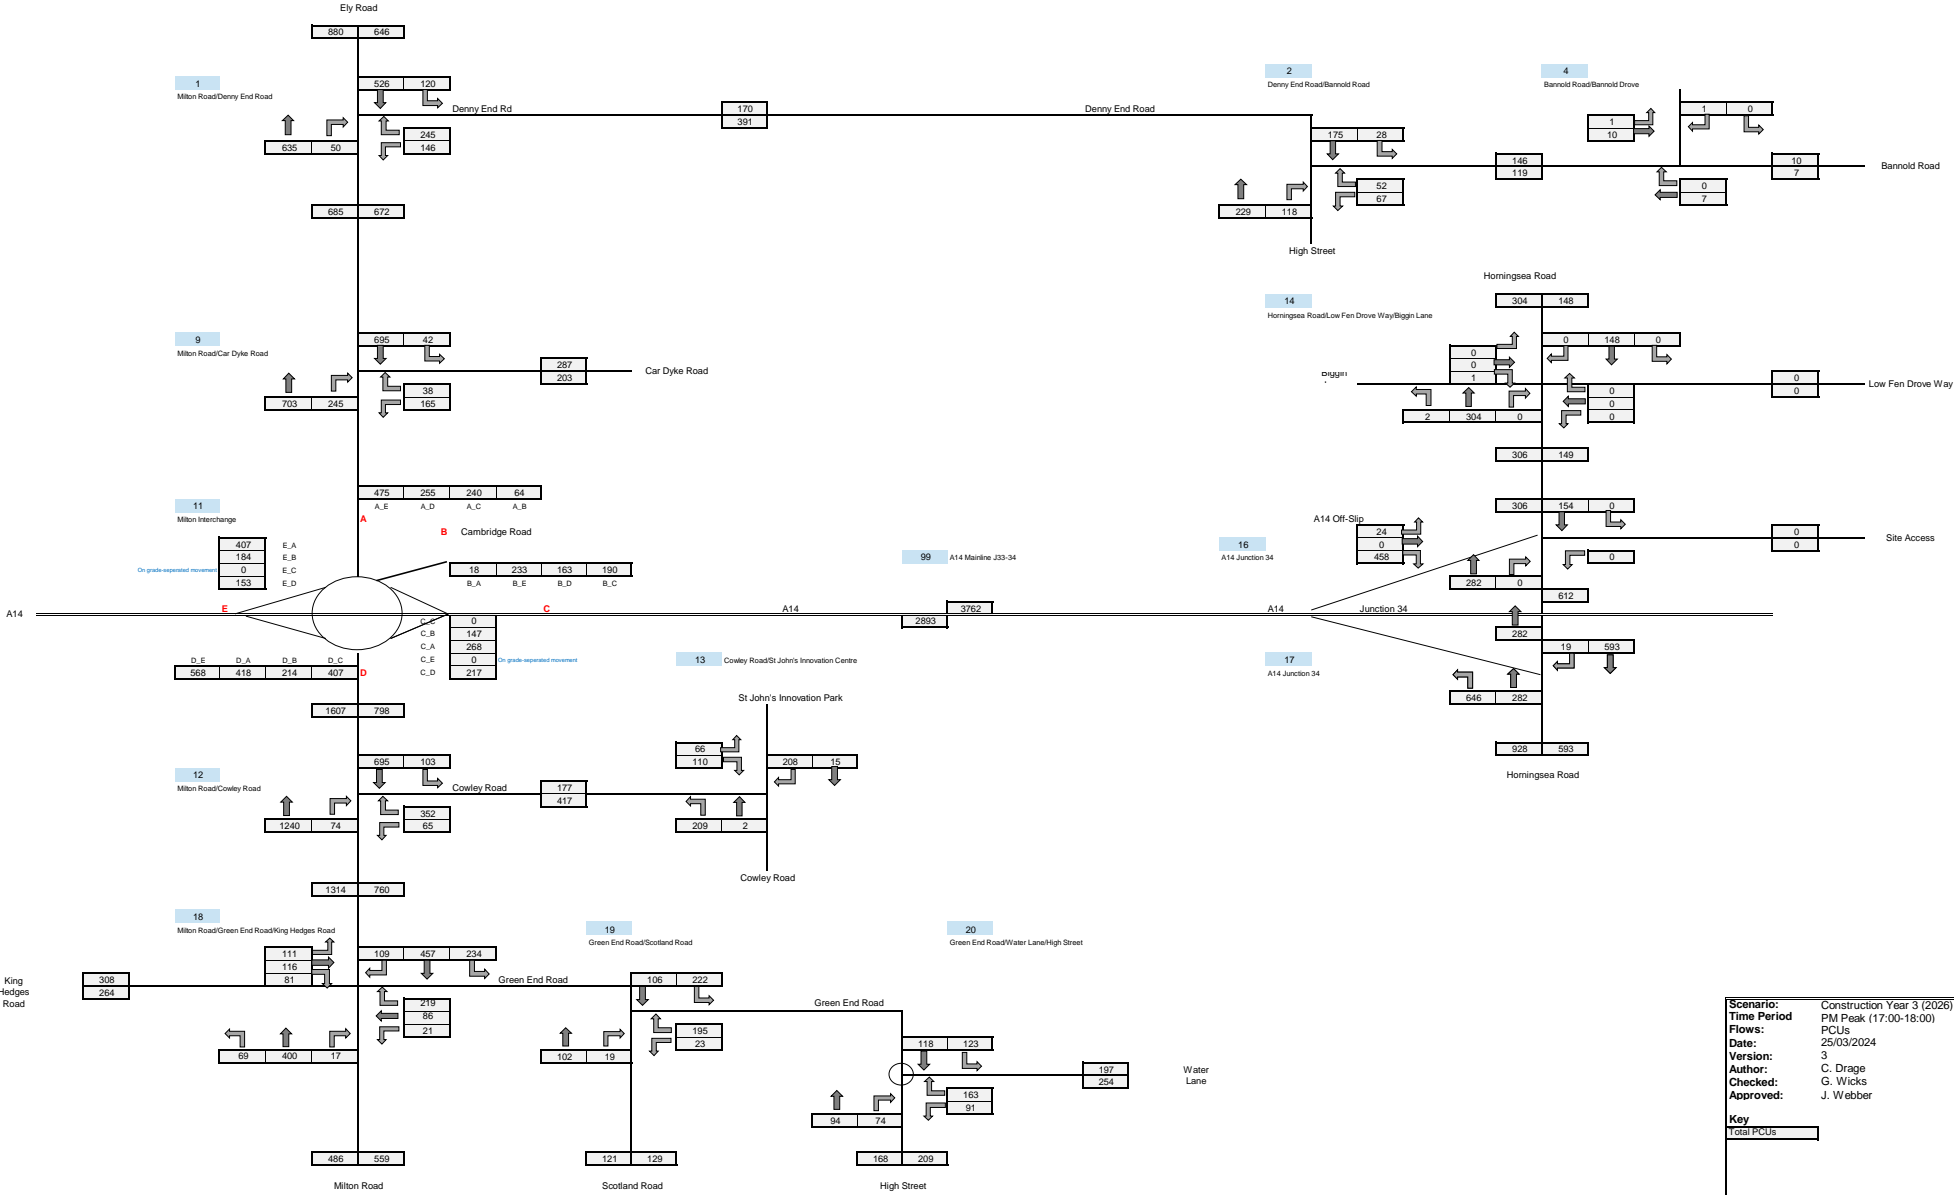 Ely Road
880 646
1
Milton Road/Denny End Road
526 120
Denny End Rd
245
146
635 50
170
391
Denny End Road
685 672
2
Denny End Road/Bannold Road
175 28
52
67
229 118
High Street
146
119
4
Bannold Road/Bannold Drove
1
10
1 0
10
7
Bannold Road
0
7
9
Milton Road/Car Dyke Road
695 42
38
165
703 245
287
203
Car Dyke Road
Horningsea Road
304 148
14
Horningsea Road/Low Fen Drove Way/Biggin Lane
0
0
1
0 148 0
Biggin
0
0
0
2 304 0
0
0
Low Fen Drove Way
306 149
11
Milton Interchange
475 255 240 64
A_E A_D A_C A_B
A
B Cambridge Road
407 E_A
184 E_B
On grade-seperated movement 0 E_C
153 E_D
18 233 163 190
B_A B_E B_D B_C
A14
E
C
A14
C_C 0
C_B 147
C_A 268
C_E 0 On grade-seperated movement
C_D 217
D_E D_A D_B D_C
568 418 214 407
D
1607 798
99 A14 Mainline J33-34
3762
2893
16
A14 Junction 34
A14 Off-Slip
24
0
458
306 154 0
0
0
0
Site Access
282 0
612
A14 Junction 34
282
19 593
17
A14 Junction 34
646 282
928 593
Horningsea Road
13 Cowley Road/St John's Innovation Centre
St John's Innovation Park
66
110
208 15
209 2
Cowley Road
12
Milton Road/Cowley Road
695 103
Cowley Road
352
65
1240 74
177
417
1314 760
18
Milton Road/Green End Road/King Hedges Road
111
116
81
109 457 234
King
Hedges
Road
308
264
Green End Road
219
86
21
69 400 17
486 559
Milton Road
19
Green End Road/Scotland Road
106 222
195
23
102 19
121 129
Scotland Road
20
Green End Road/Water Lane/High Street
Green End Road
118 123
163
91
94 74
197
254
Water
Lane
168 209
High Street
Scenario: Construction Year 3 (2026)
Time Period PM Peak (17:00-18:00)
Flows: PCUs
Date: 25/03/2024
Version: 3
Author: C. Drage
Checked: G. Wicks
Approved: J. Webber
Key
Total PCUs